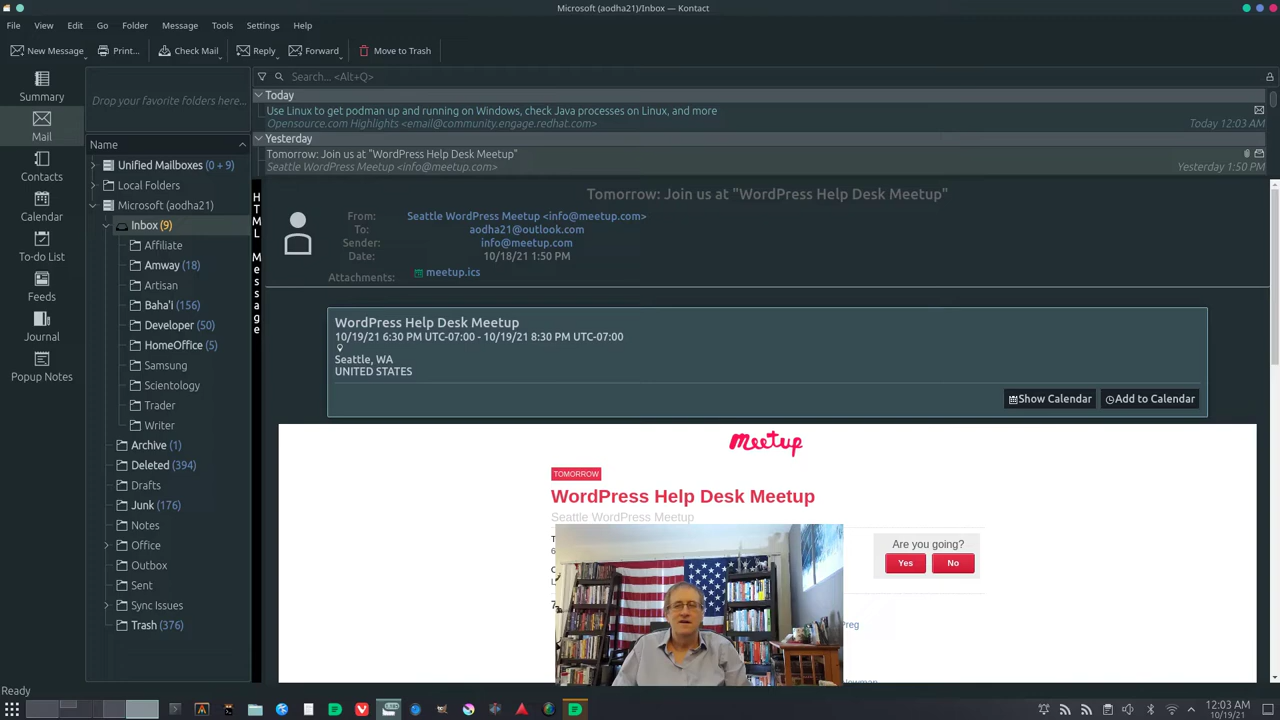 Microsoft (aodha21)/Inbox — Kontact
File View Edit Go Folder Message Tools Settings Help
New Message Print... Check Mail Reply Forward Move to Trash
Summary
Mail
Contacts
Calendar
To-do List
Feeds
Journal
Popup Notes
Drop your favorite folders here...
Name
Unified Mailboxes (0 + 9)
Local Folders
Microsoft (aodha21)
Inbox (9)
Affiliate
Amway (18)
Artisan
Baha'i (156)
Developer (50)
HomeOffice (5)
Samsung
Scientology
Trader
Writer
Archive (1)
Deleted (394)
Drafts
Junk (176)
Notes
Office
Outbox
Sent
Sync Issues
Trash (376)
Search... <Alt+Q>
Today
Use Linux to get podman up and running on Windows, check Java processes on Linux, and more
Opensource.com Highlights <email@community.engage.redhat.com> Today 12:03 AM
Yesterday
Tomorrow: Join us at "WordPress Help Desk Meetup"
Seattle WordPress Meetup <info@meetup.com> Yesterday 1:50 PM
HTML Message
Tomorrow: Join us at "WordPress Help Desk Meetup"
From: Seattle WordPress Meetup <info@meetup.com>
To: aodha21@outlook.com
Sender: info@meetup.com
Date: 10/18/21 1:50 PM
Attachments: meetup.ics
WordPress Help Desk Meetup
10/19/21 6:30 PM UTC-07:00 - 10/19/21 8:30 PM UTC-07:00
Seattle, WA
UNITED STATES
Show Calendar Add to Calendar
Meetup
TOMORROW
WordPress Help Desk Meetup
Seattle WordPress Meetup
Are you going?
Yes No
Preg
Ready
12:03 AM
10/19/21